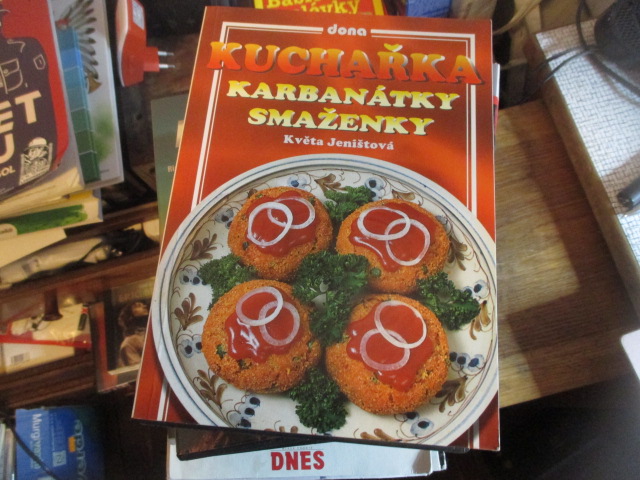 dona
KUCHAŘKA
KARBANÁTKY
SMAŽENKY
Květa Jeništová
DNES